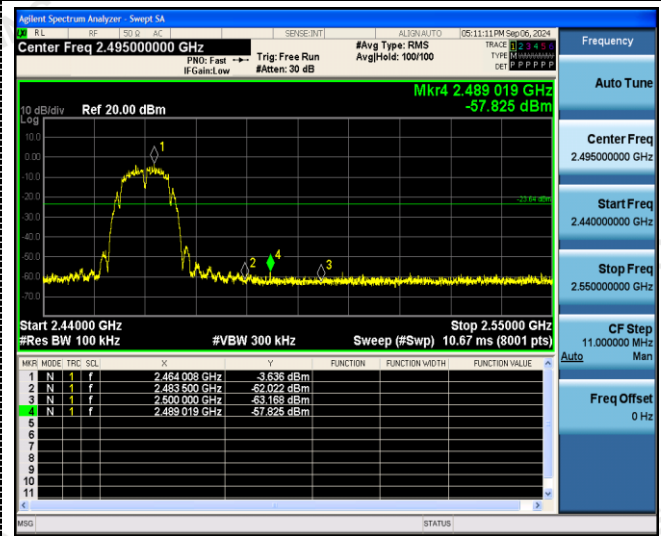 Agilent Spectrum Analyzer - Swept SA
RL RF 50 Ω AC SENSE:INT ALIGNAUTO 05:11:11 PM Sep 06, 2024
Center Freq 2.495000000 GHz
PNO: Fast
IFGain:Low
Trig: Free Run
#Atten: 30 dB
#Avg Type: RMS
Avg|Hold: 100/100
TRACE 1 2 3 4 5 6
TYPE M
DET P P P P P P
Mkr4 2.489 019 GHz
-57.825 dBm
10 dB/div Ref 20.00 dBm
Log
10.0
0.00
-10.0
-20.0
-30.0
-40.0
-50.0
-60.0
-70.0
1
2
4
3
-23.64 dBm
Start 2.44000 GHz Stop 2.55000 GHz
#Res BW 100 kHz #VBW 300 kHz Sweep (#Swp) 10.67 ms (8001 pts)
MKR MODE TRC SCL X Y FUNCTION FUNCTION WIDTH FUNCTION VALUE
1 N 1 f 2.464 008 GHz -3.636 dBm
2 N 1 f 2.483 500 GHz -62.022 dBm
3 N 1 f 2.500 000 GHz -63.168 dBm
4 N 1 f 2.489 019 GHz -57.825 dBm
5
6
7
8
9
10
11
MSG STATUS
Frequency
Auto Tune
Center Freq
2.495000000 GHz
Start Freq
2.440000000 GHz
Stop Freq
2.550000000 GHz
CF Step
11.000000 MHz
Auto Man
Freq Offset
0 Hz